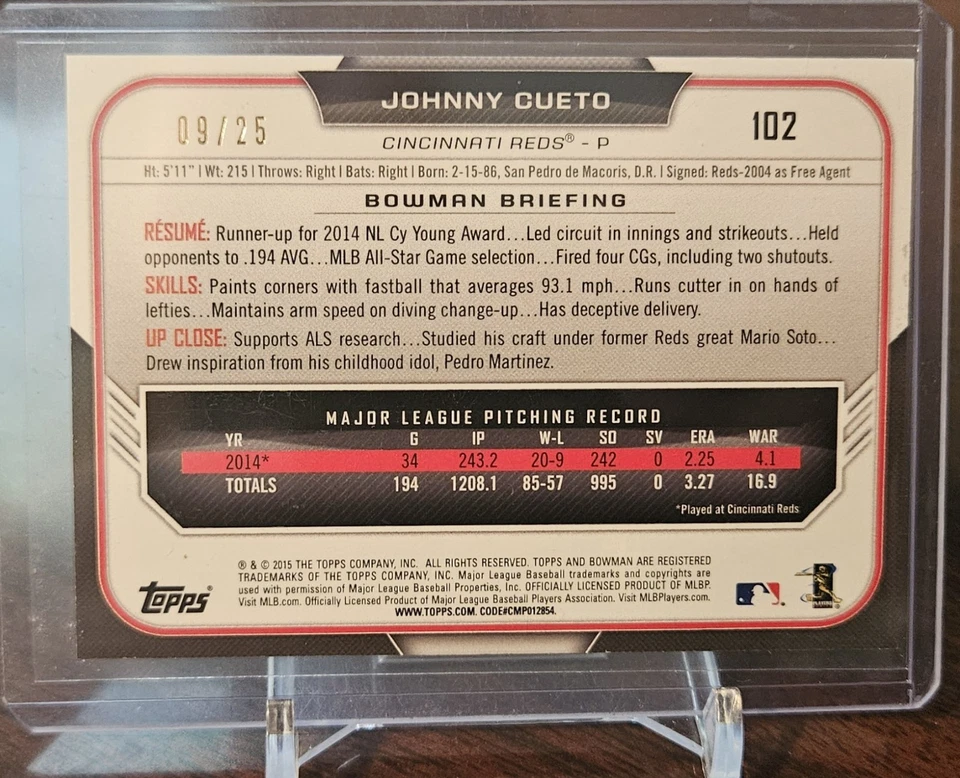 JOHNNY CUETO
09/25
102
CINCINNATI REDS® - P
Ht: 5'11" | Wt: 215 | Throws: Right | Bats: Right | Born: 2-15-86, San Pedro de Macoris, D.R. | Signed: Reds-2004 as Free Agent
BOWMAN BRIEFING
RÉSUMÉ: Runner-up for 2014 NL Cy Young Award...Led circuit in innings and strikeouts...Held
opponents to .194 AVG...MLB All-Star Game selection...Fired four CGs, including two shutouts.
SKILLS: Paints corners with fastball that averages 93.1 mph...Runs cutter in on hands of
lefties...Maintains arm speed on diving change-up...Has deceptive delivery.
UP CLOSE: Supports ALS research...Studied his craft under former Reds great Mario Soto...
Drew inspiration from his childhood idol, Pedro Martinez.
MAJOR LEAGUE PITCHING RECORD
YR G IP W-L SO SV ERA WAR
2014* 34 243.2 20-9 242 0 2.25 4.1
TOTALS 194 1208.1 85-57 995 0 3.27 16.9
*Played at Cincinnati Reds
® & © 2015 THE TOPPS COMPANY, INC. ALL RIGHTS RESERVED. TOPPS AND BOWMAN ARE REGISTERED
TRADEMARKS OF THE TOPPS COMPANY, INC. Major League Baseball trademarks and copyrights are
used with permission of Major League Baseball Properties, Inc. OFFICIALLY LICENSED PRODUCT OF MLBP.
Visit MLB.com. Officially Licensed Product of Major League Baseball Players Association. Visit MLBPlayers.com.
WWW.TOPPS.COM. CODE#CMP012854.
TOPPS®